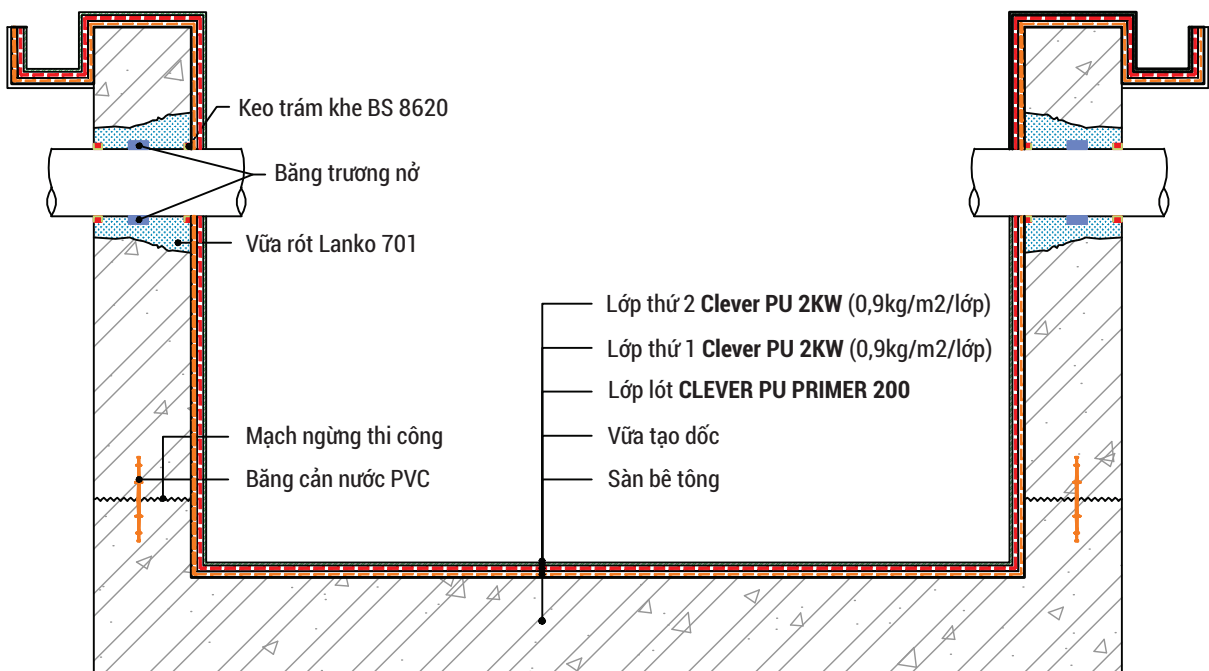 Keo trám khe BS 8620
Băng trương nở
Vữa rót Lanko 701
Lớp thứ 2 Clever PU 2KW (0,9kg/m2/lớp)
Lớp thứ 1 Clever PU 2KW (0,9kg/m2/lớp)
Lớp lót CLEVER PU PRIMER 200
Vữa tạo dốc
Sàn bê tông
Mạch ngừng thi công
Băng cản nước PVC